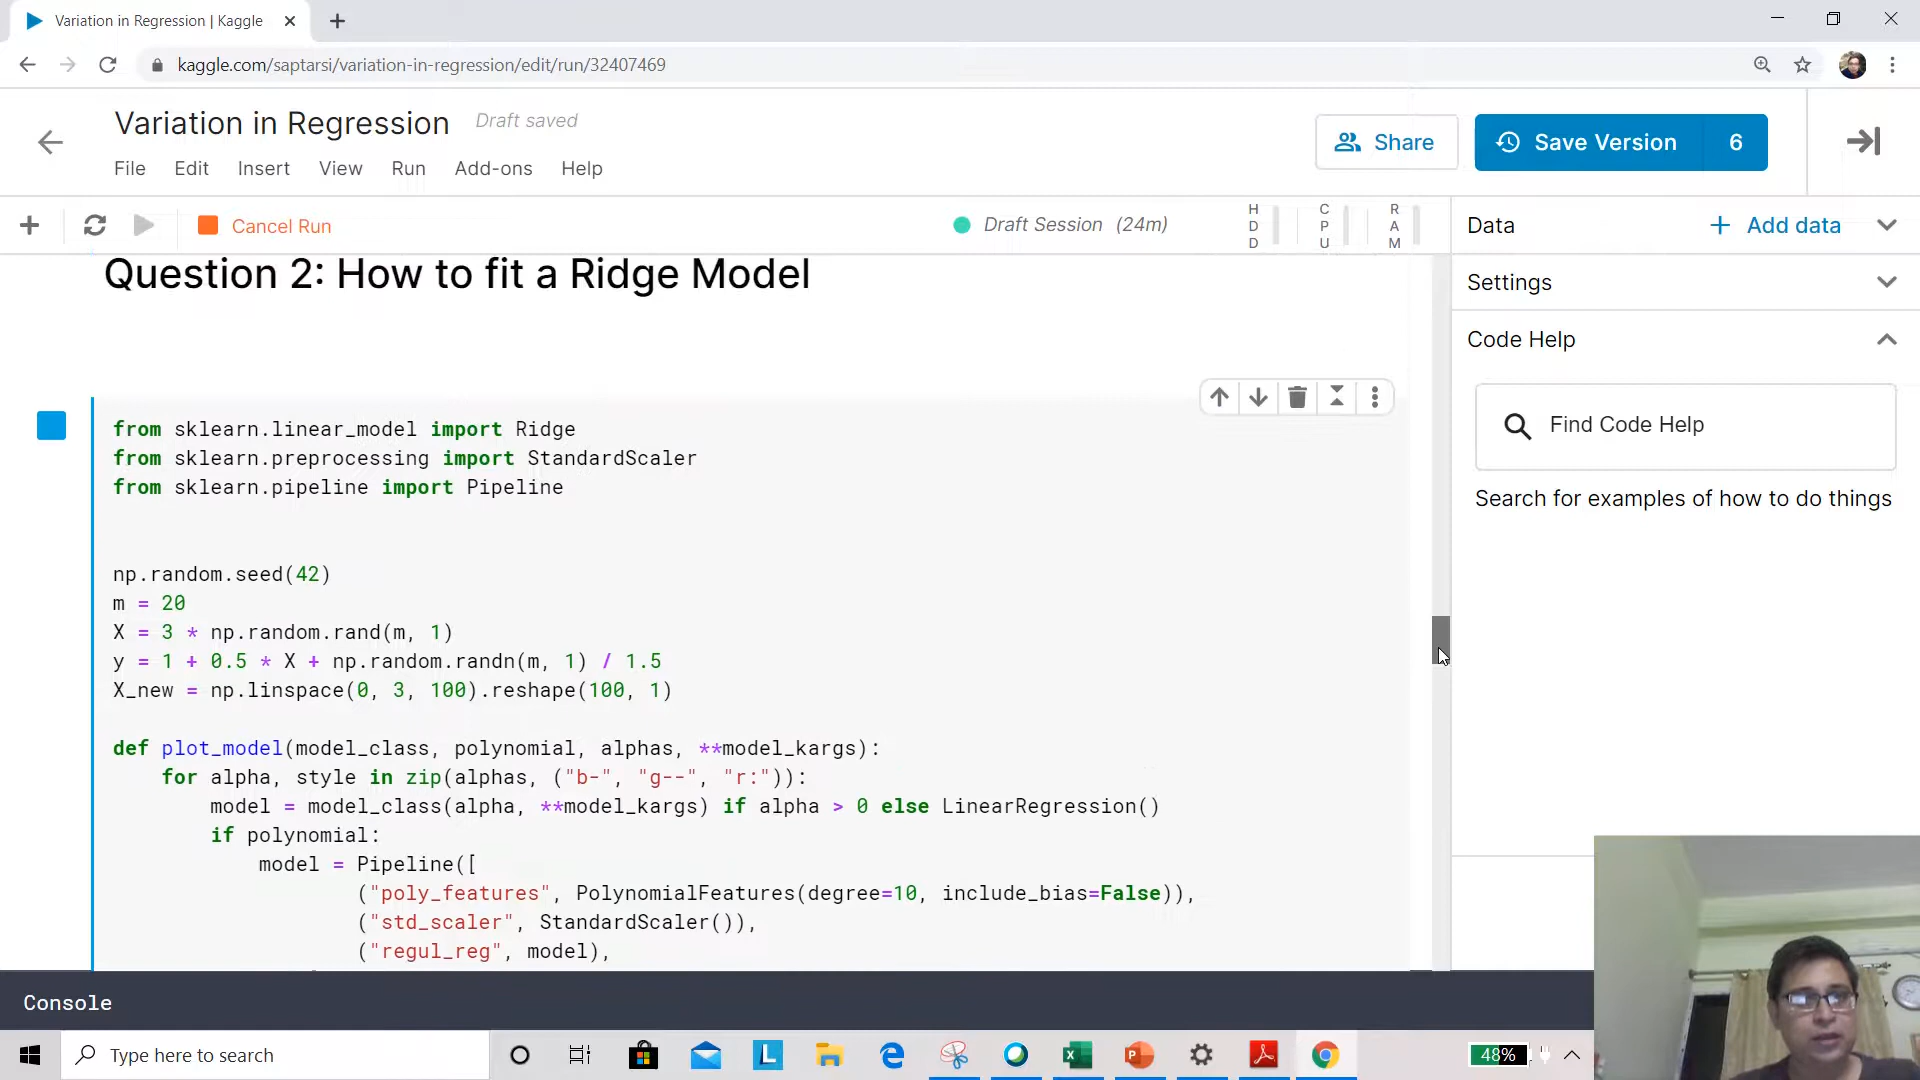 Variation in Regression | Kaggle
kaggle.com/saptarsi/variation-in-regression/edit/run/32407469
Variation in Regression
Draft saved
File Edit Insert View Run Add-ons Help
Share
Save Version 6
Cancel Run
Draft Session (24m)
HDD
CPU
RAM
Data
Add data
Settings
Code Help
Find Code Help
Search for examples of how to do things
Question 2: How to fit a Ridge Model
from sklearn.linear_model import Ridge
from sklearn.preprocessing import StandardScaler
from sklearn.pipeline import Pipeline
np.random.seed(42)
m = 20
X = 3 * np.random.rand(m, 1)
y = 1 + 0.5 * X + np.random.randn(m, 1) / 1.5
X_new = np.linspace(0, 3, 100).reshape(100, 1)
def plot_model(model_class, polynomial, alphas, **model_kargs):
    for alpha, style in zip(alphas, ("b-", "g--", "r:")):
        model = model_class(alpha, **model_kargs) if alpha > 0 else LinearRegression()
        if polynomial:
            model = Pipeline([
                    ("poly_features", PolynomialFeatures(degree=10, include_bias=False)),
                    ("std_scaler", StandardScaler()),
                    ("regul_reg", model),
Console
Type here to search
48%